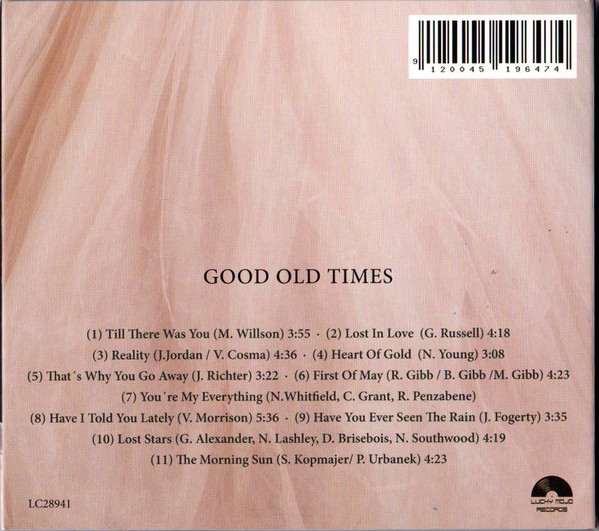 9 120045 196474
GOOD OLD TIMES
(1) Till There Was You (M. Willson) 3:55 · (2) Lost In Love (G. Russell) 4:18
(3) Reality (J.Jordan / V. Cosma) 4:36 · (4) Heart Of Gold (N. Young) 3:08
(5) That´s Why You Go Away (J. Richter) 3:22 · (6) First Of May (R. Gibb / B. Gibb /M. Gibb) 4:23
(7) You´re My Everything (N.Whitfield, C. Grant, R. Penzabene)
(8) Have I Told You Lately (V. Morrison) 5:36 · (9) Have You Ever Seen The Rain (J. Fogerty) 3:35
(10) Lost Stars (G. Alexander, N. Lashley, D. Brisebois, N. Southwood) 4:19
(11) The Morning Sun (S. Kopmajer/ P. Urbanek) 4:23
LC28941
LUCKY MOJO
RECORDS